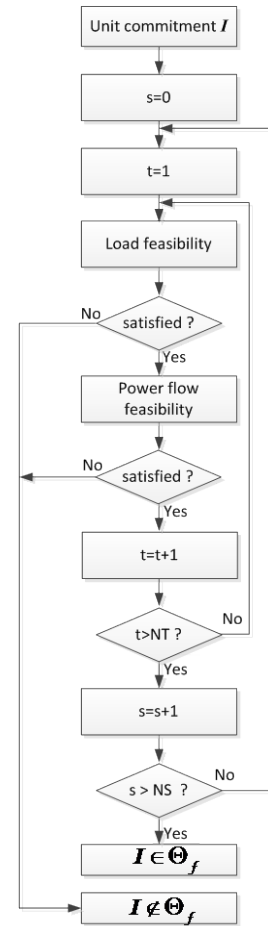 Unit commitment I
s=0
t=1
Load feasibility
satisfied ?
No
Yes
Power flow
feasibility
satisfied ?
No
Yes
t=t+1
t>NT ?
No
Yes
s=s+1
s > NS ?
No
Yes
I ∈ Θf
I ∉ Θf